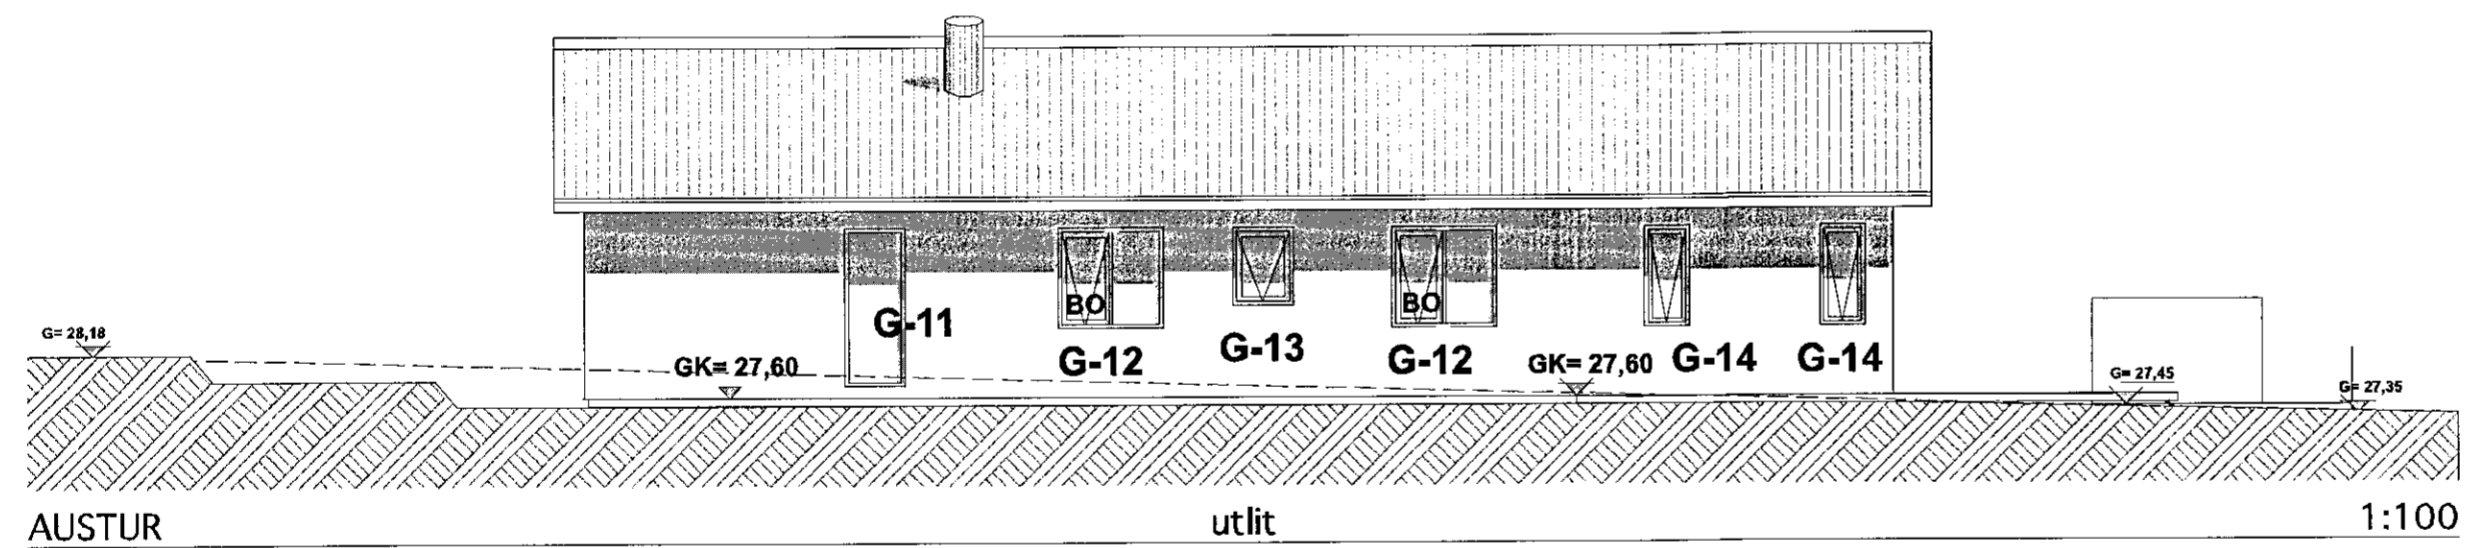 BO
BO
G-11
G= 28,18
G-12
G-13
G-12
GK= 27,60
G-14
G-14
GK= 27,60
G= 27,45
G= 27,35
AUSTUR
utlit
1:100